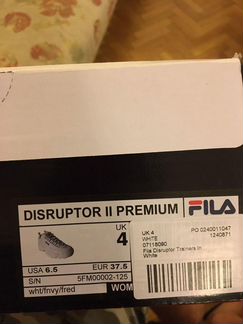 DISRUPTOR II PREMIUM FILA
UK
4
USA 6.5 EUR 37.5
S/N 5FM00002-125
wht/fnvy/fred WOM
UK 4 PO 0240011047
WHITE 1240871
07115090
Fila Disruptor Trainers In
White